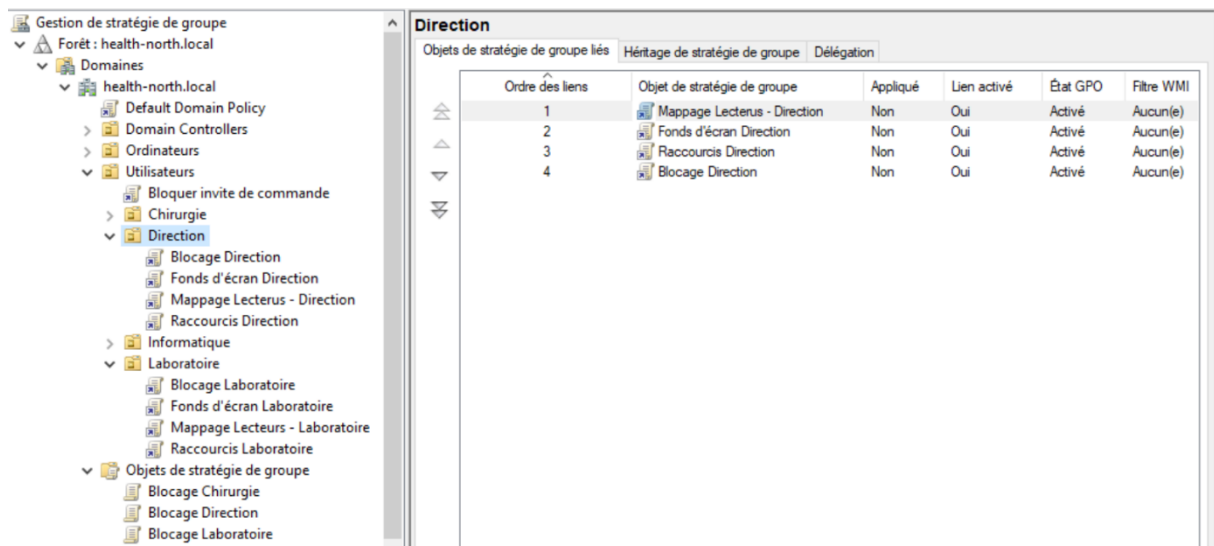 Gestion de stratégie de groupe
Forêt : health-north.local
Domaines
health-north.local
Default Domain Policy
Domain Controllers
Ordinateurs
Utilisateurs
Bloquer invite de commande
Chirurgie
Direction
Blocage Direction
Fonds d'écran Direction
Mappage Lecterus - Direction
Raccourcis Direction
Informatique
Laboratoire
Blocage Laboratoire
Fonds d'écran Laboratoire
Mappage Lecteurs - Laboratoire
Raccourcis Laboratoire
Objets de stratégie de groupe
Blocage Chirurgie
Blocage Direction
Blocage Laboratoire
Direction
Objets de stratégie de groupe liés Héritage de stratégie de groupe Délégation
Ordre des liens Objet de stratégie de groupe Appliqué Lien activé État GPO Filtre WMI
1 Mappage Lecterus - Direction Non Oui Activé Aucun(e)
2 Fonds d'écran Direction Non Oui Activé Aucun(e)
3 Raccourcis Direction Non Oui Activé Aucun(e)
4 Blocage Direction Non Oui Activé Aucun(e)